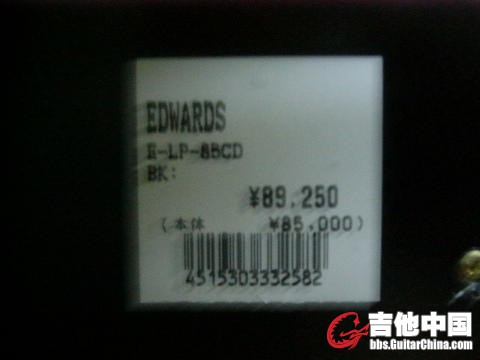 EDWARDS
E-LP-85CD
BK:
¥89,250
(本体 ¥85,000)
4515303332582
吉他中国
bbs.GuitarChina.com